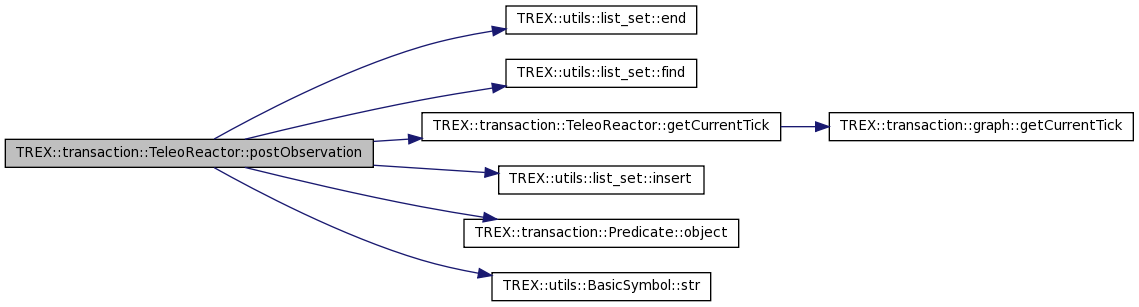 TREX::utils::list_set::end
TREX::utils::list_set::find
TREX::transaction::TeleoReactor::getCurrentTick
TREX::transaction::graph::getCurrentTick
TREX::transaction::TeleoReactor::postObservation
TREX::utils::list_set::insert
TREX::transaction::Predicate::object
TREX::utils::BasicSymbol::str